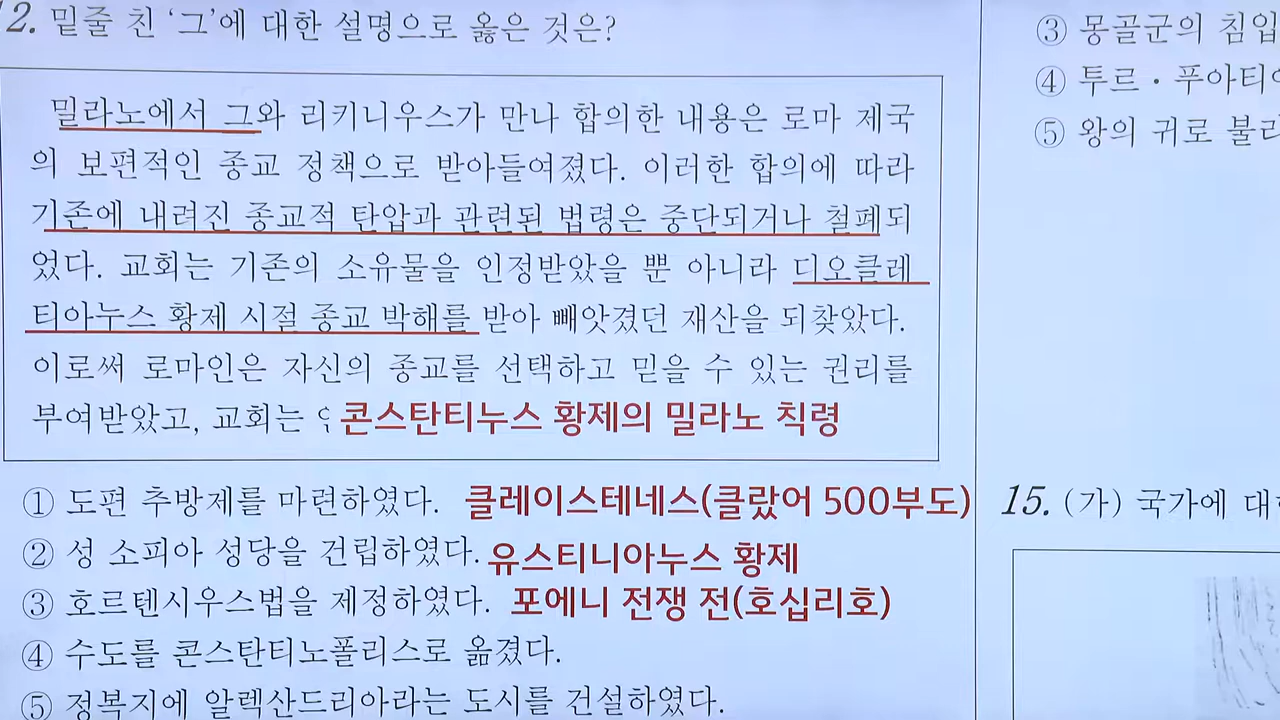 12. 밑줄 친 ‘그’에 대한 설명으로 옳은 것은?
밀라노에서 그와 리키니우스가 만나 합의한 내용은 로마 제국
의 보편적인 종교 정책으로 받아들여졌다. 이러한 합의에 따라
기존에 내려진 종교적 탄압과 관련된 법령은 중단되거나 철폐되
었다. 교회는 기존의 소유물을 인정받았을 뿐 아니라 디오클레
티아누스 황제 시절 종교 박해를 받아 빼앗겼던 재산을 되찾았다.
이로써 로마인은 자신의 종교를 선택하고 믿을 수 있는 권리를
부여받았고, 교회는 콘스탄티누스 황제의 밀라노 칙령
① 도편 추방제를 마련하였다. 클레이스테네스(클랐어 500부도)
② 성 소피아 성당을 건립하였다. 유스티니아누스 황제
③ 호르텐시우스법을 제정하였다. 포에니 전쟁 전(호십리호)
④ 수도를 콘스탄티노폴리스로 옮겼다.
⑤ 정복지에 알렉산드리아라는 도시를 건설하였다.
③ 몽골군의 침입
④ 투르 · 푸아티에
⑤ 왕의 귀로 불리
15. (가) 국가에 대한